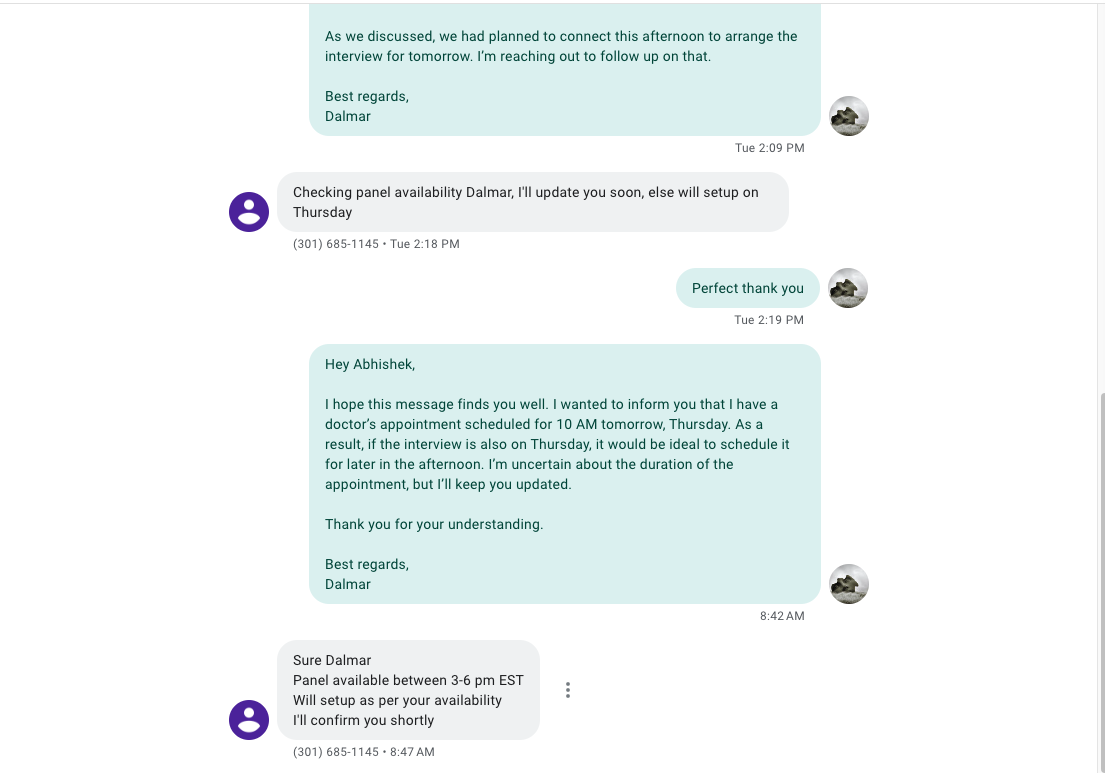 As we discussed, we had planned to connect this afternoon to arrange the
interview for tomorrow. I’m reaching out to follow up on that.
Best regards,
Dalmar
Tue 2:09 PM
Checking panel availability Dalmar, I'll update you soon, else will setup on
Thursday
(301) 685-1145 • Tue 2:18 PM
Perfect thank you
Tue 2:19 PM
Hey Abhishek,
I hope this message finds you well. I wanted to inform you that I have a
doctor’s appointment scheduled for 10 AM tomorrow, Thursday. As a
result, if the interview is also on Thursday, it would be ideal to schedule it
for later in the afternoon. I’m uncertain about the duration of the
appointment, but I’ll keep you updated.
Thank you for your understanding.
Best regards,
Dalmar
8:42 AM
Sure Dalmar
Panel available between 3-6 pm EST
Will setup as per your availability
I'll confirm you shortly
(301) 685-1145 • 8:47 AM